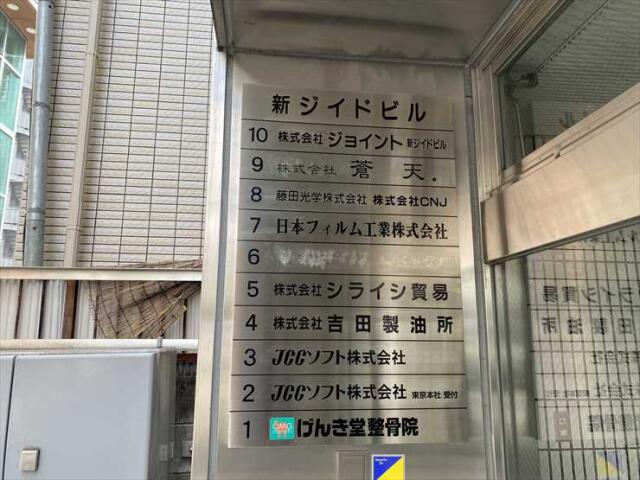 新ジイドビル
10 株式会社 ジョイント 新ジイドビル
9 株式会社 蒼天.
8 藤田光学株式会社 株式会社CNJ
7 日本フィルム工業株式会社
6
5 株式会社 シライシ貿易
4 株式会社 吉田製油所
3 JCCソフト株式会社
2 JCCソフト株式会社 東京本社 受付
1 GMG げんき堂整骨院